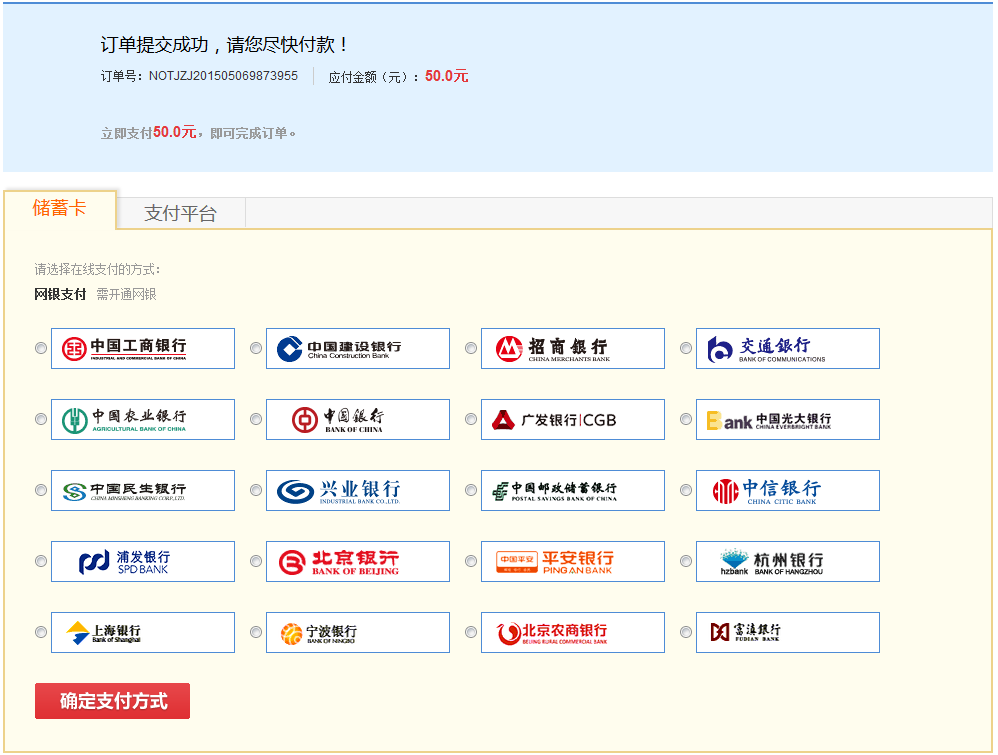 订单提交成功，请您尽快付款！
订单号：NOTJZJ201505069873955 应付金额（元）：50.0元
立即支付50.0元，即可完成订单。
储蓄卡 支付平台
请选择在线支付的方式：
网银支付 需开通网银
中国工商银行
INDUSTRIAL AND COMMERCIAL BANK OF CHINA
中国建设银行
China Construction Bank
招商银行
CHINA MERCHANTS BANK
交通銀行
BANK OF COMMUNICATIONS
中国农业银行
AGRICULTURAL BANK OF CHINA
中国银行
BANK OF CHINA
广发银行|CGB
Bank 中国光大银行
CHINA EVERBRIGHT BANK
中国民生银行
CHINA MINSHENG BANKING CORP.,LTD.
兴业银行
INDUSTRIAL BANK CO.,LTD.
中国邮政储蓄银行
POSTAL SAVINGS BANK OF CHINA
中信银行
CHINA CITIC BANK
浦发银行
SPD BANK
北京银行
BANK OF BEIJING
中国平安
平安银行
PING AN BANK
hzbank
杭州银行
BANK OF HANGZHOU
上海银行
Bank of Shanghai
宁波银行
BANK OF NINGBO
北京农商银行
BEIJING RURAL COMMERCIAL BANK
富滇银行
FUDIAN BANK
确定支付方式